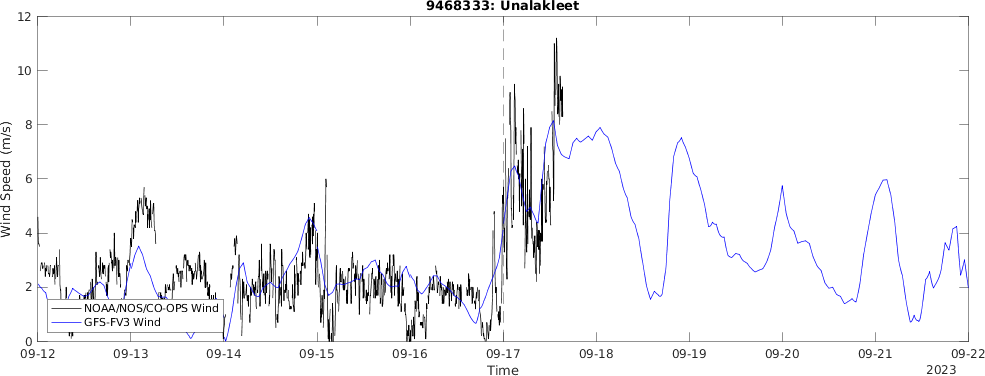 9468333: Unalakleet
Wind Speed (m/s)
12
10
8
6
4
2
0
NOAA/NOS/CO-OPS Wind
GFS-FV3 Wind
09-12 09-13 09-14 09-15 09-16 09-17 09-18 09-19 09-20 09-21 09-22
Time
2023